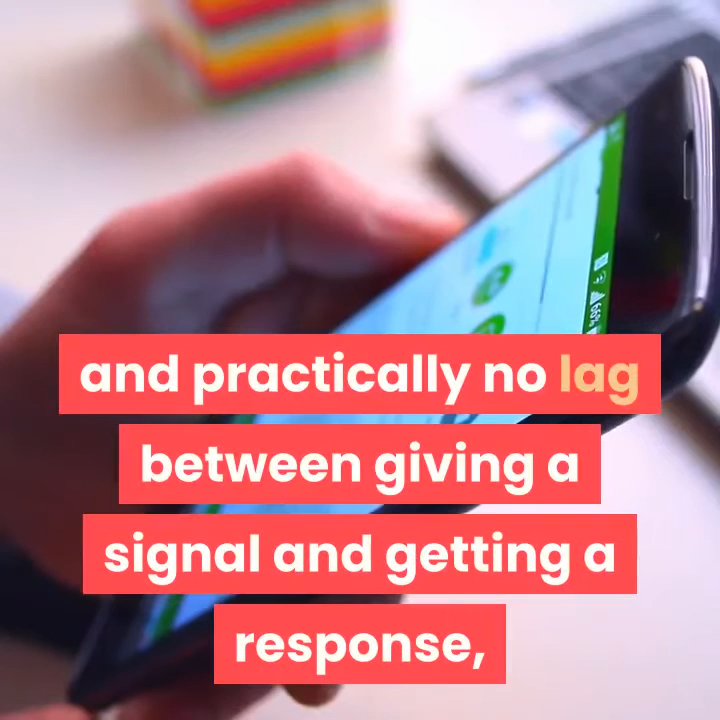 and practically no lag
between giving a
signal and getting a
response,